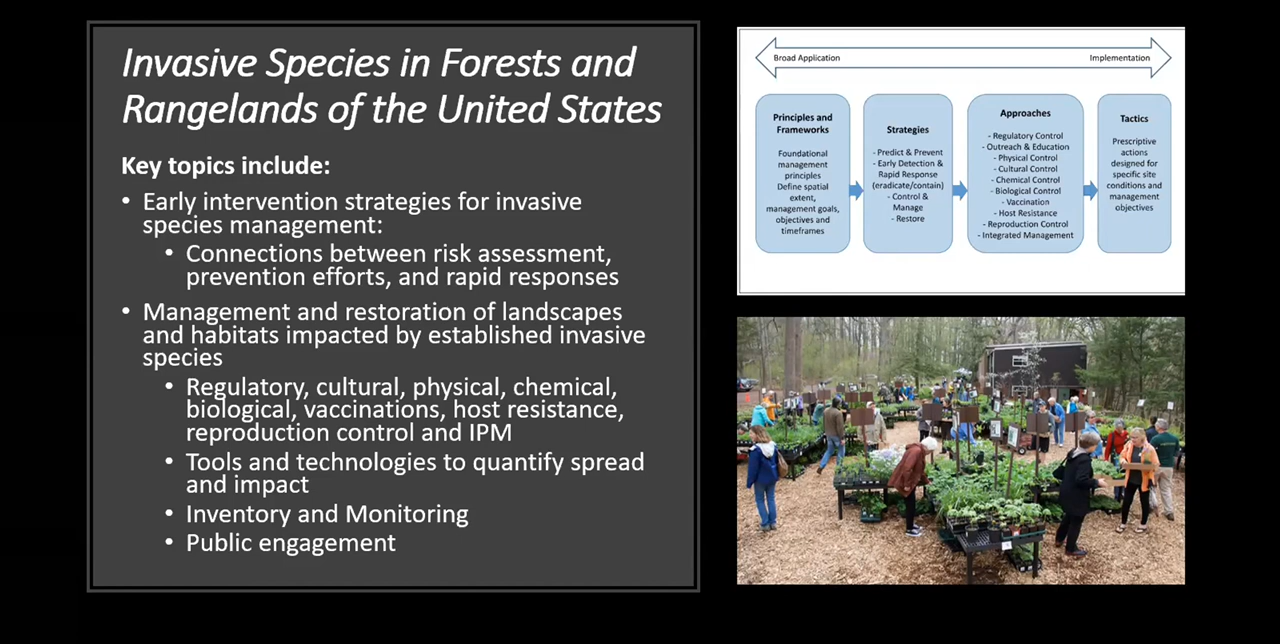 Invasive Species in Forests and
Rangelands of the United States
Key topics include:
• Early intervention strategies for invasive
species management:
• Connections between risk assessment,
prevention efforts, and rapid responses
• Management and restoration of landscapes
and habitats impacted by established invasive
species
• Regulatory, cultural, physical, chemical,
biological, vaccinations, host resistance,
reproduction control and IPM
• Tools and technologies to quantify spread
and impact
• Inventory and Monitoring
• Public engagement
Broad Application
Implementation
Principles and
Frameworks
Foundational
management
principles
Define spatial
extent,
management goals,
objectives and
timeframes
Strategies
- Predict & Prevent
- Early Detection &
Rapid Response
(eradicate/contain)
- Control &
Manage
- Restore
Approaches
- Regulatory Control
- Outreach & Education
- Physical Control
- Cultural Control
- Chemical Control
- Biological Control
- Vaccination
- Host Resistance
- Reproduction Control
- Integrated Management
Tactics
Prescriptive
actions
designed for
specific site
conditions and
management
objectives